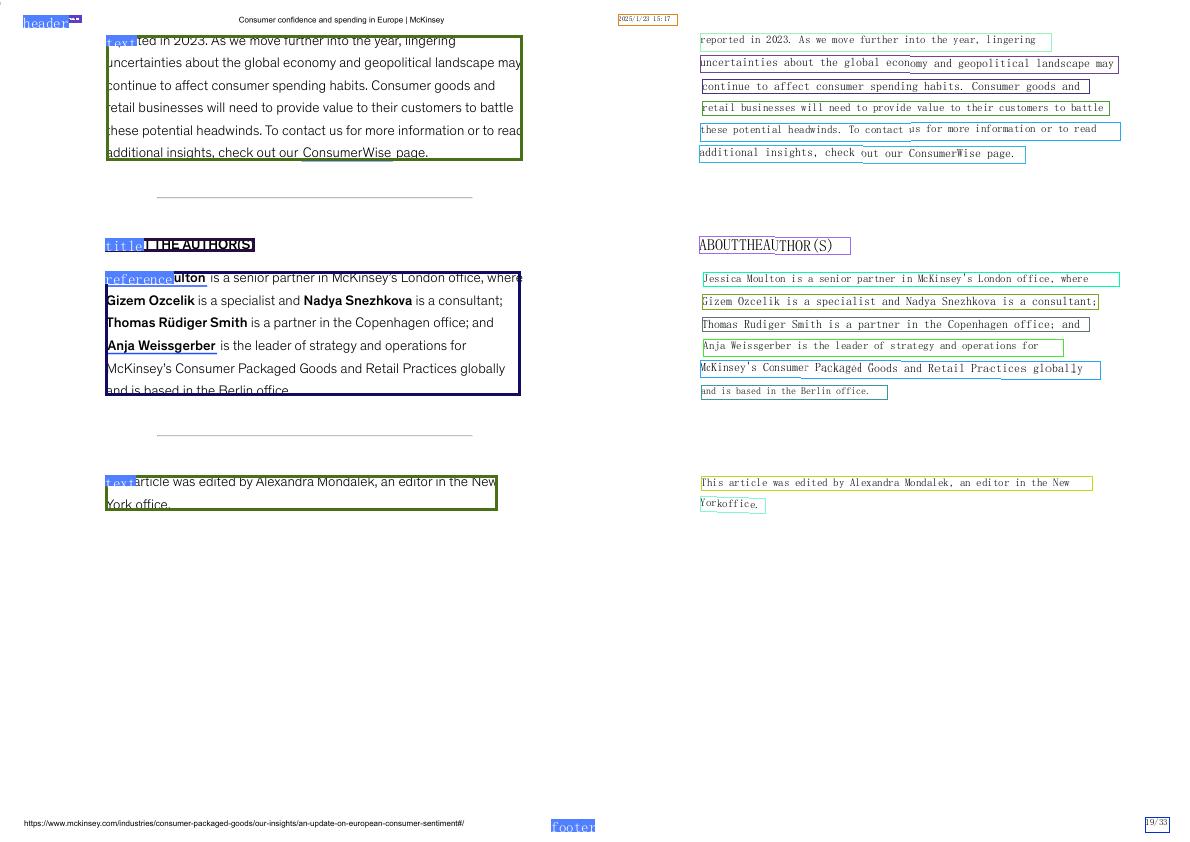 header
Consumer confidence and spending in Europe | McKinsey
text ted in 2023. As we move further into the year, lingering
uncertainties about the global economy and geopolitical landscape may
continue to affect consumer spending habits. Consumer goods and
retail businesses will need to provide value to their customers to battle
these potential headwinds. To contact us for more information or to read
additional insights, check out our ConsumerWise page.
title T THE AUTHOR(S)
reference ulton is a senior partner in McKinsey's London office, where
Gizem Ozcelik is a specialist and Nadya Snezhkova is a consultant;
Thomas Rüdiger Smith is a partner in the Copenhagen office; and
Anja Weissgerber is the leader of strategy and operations for
McKinsey's Consumer Packaged Goods and Retail Practices globally
and is based in the Berlin office.
text article was edited by Alexandra Mondalek, an editor in the New
York office.
https://www.mckinsey.com/industries/consumer-packaged-goods/our-insights/an-update-on-european-consumer-sentiment#/
footer
2025/1/23 15:17
reported in 2023. As we move further into the year, lingering
uncertainties about the global economy and geopolitical landscape may
continue to affect consumer spending habits. Consumer goods and
retail businesses will need to provide value to their customers to battle
these potential headwinds. To contact us for more information or to read
additional insights, check out our ConsumerWise page.
ABOUTTHEAUTHOR(S)
Jessica Moulton is a senior partner in McKinsey's London office, where
Gizem Ozcelik is a specialist and Nadya Snezhkova is a consultant;
Thomas Rudiger Smith is a partner in the Copenhagen office; and
Anja Weissgerber is the leader of strategy and operations for
McKinsey's Consumer Packaged Goods and Retail Practices globally
and is based in the Berlin office.
This article was edited by Alexandra Mondalek, an editor in the New
Yorkoffice.
19/33